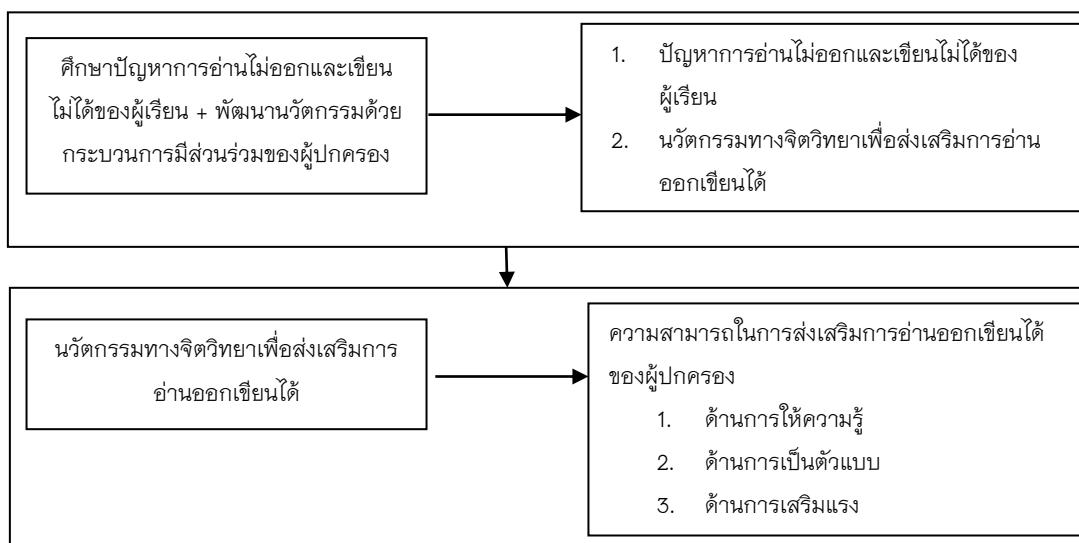 ศึกษาปัญหาการอ่านไม่ออกและเขียน
ไม่ได้ของผู้เรียน + พัฒนานวัตกรรมด้วย
กระบวนการมีส่วนร่วมของผู้ปกครอง
1. ปัญหาการอ่านไม่ออกและเขียนไม่ได้ของ
ผู้เรียน
2. นวัตกรรมทางจิตวิทยาเพื่อส่งเสริมการอ่าน
ออกเขียนได้
นวัตกรรมทางจิตวิทยาเพื่อส่งเสริมการ
อ่านออกเขียนได้
ความสามารถในการส่งเสริมการอ่านออกเขียนได้
ของผู้ปกครอง
1. ด้านการให้ความรู้
2. ด้านการเป็นตัวแบบ
3. ด้านการเสริมแรง